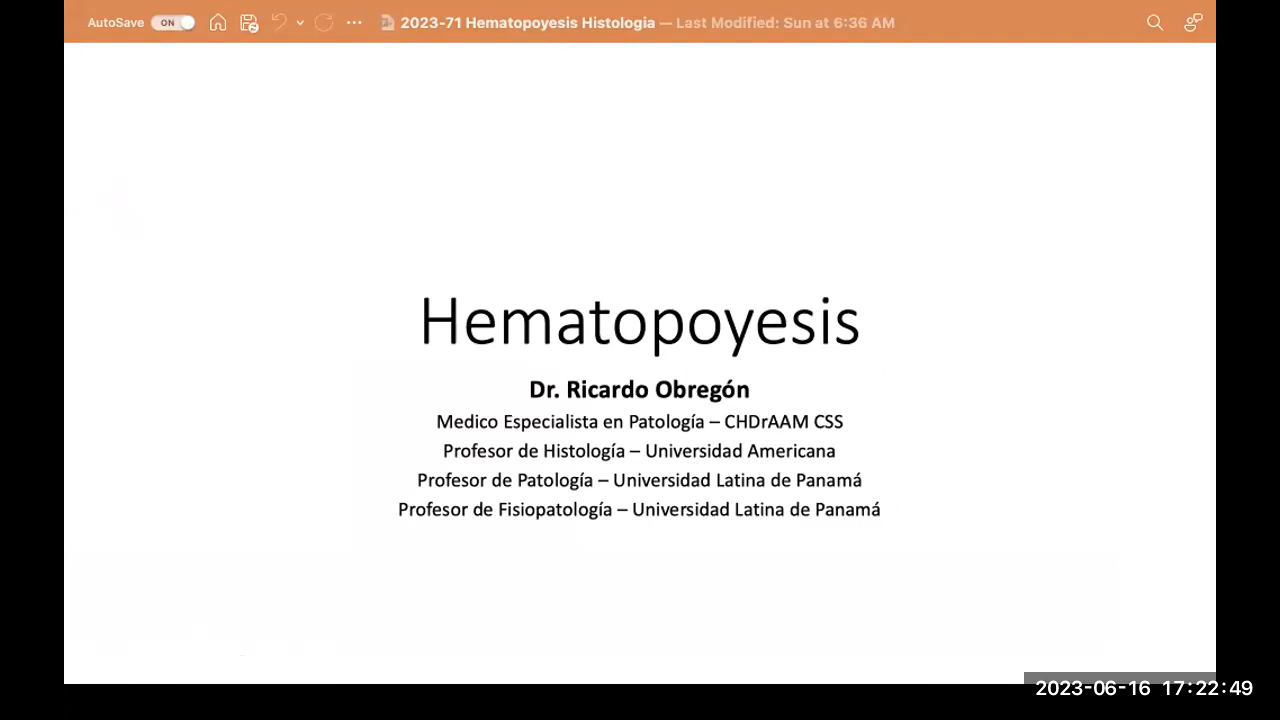 AutoSave ON ··· 2023-71 Hematopoyesis Histologia — Last Modified: Sun at 6:36 AM
Hematopoyesis
Dr. Ricardo Obregón
Medico Especialista en Patología – CHDrAAM CSS
Profesor de Histología – Universidad Americana
Profesor de Patología – Universidad Latina de Panamá
Profesor de Fisiopatología – Universidad Latina de Panamá
2023-06-16 17:22:49